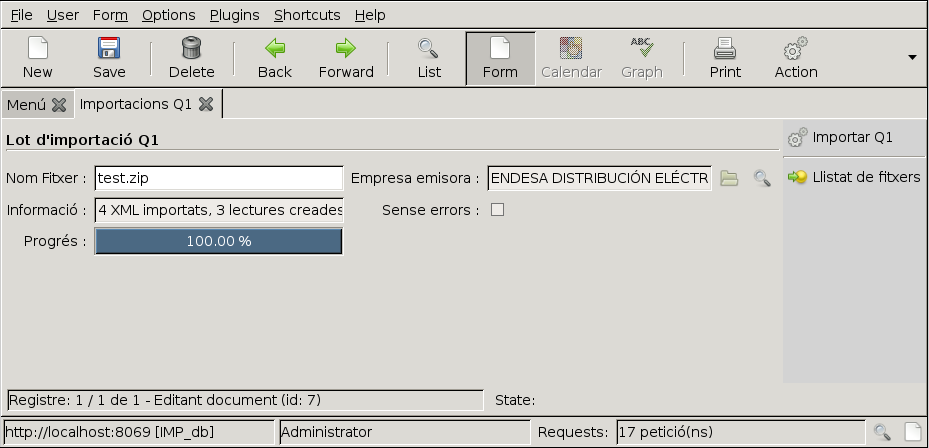 File User Form Options Plugins Shortcuts Help
New Save Delete Back Forward List Form Calendar ABC Graph Print Action
Menú Importacions Q1
Lot d'importació Q1
Importar Q1
Nom Fitxer : test.zip Empresa emisora : ENDESA DISTRIBUCIÓN ELÉCTR
Llistat de fitxers
Informació : 4 XML importats, 3 lectures creades Sense errors :
Progrés : 100.00 %
Registre: 1 / 1 de 1 - Editant document (id: 7) State:
http://localhost:8069 [IMP_db] Administrator Requests: 17 petició(ns)